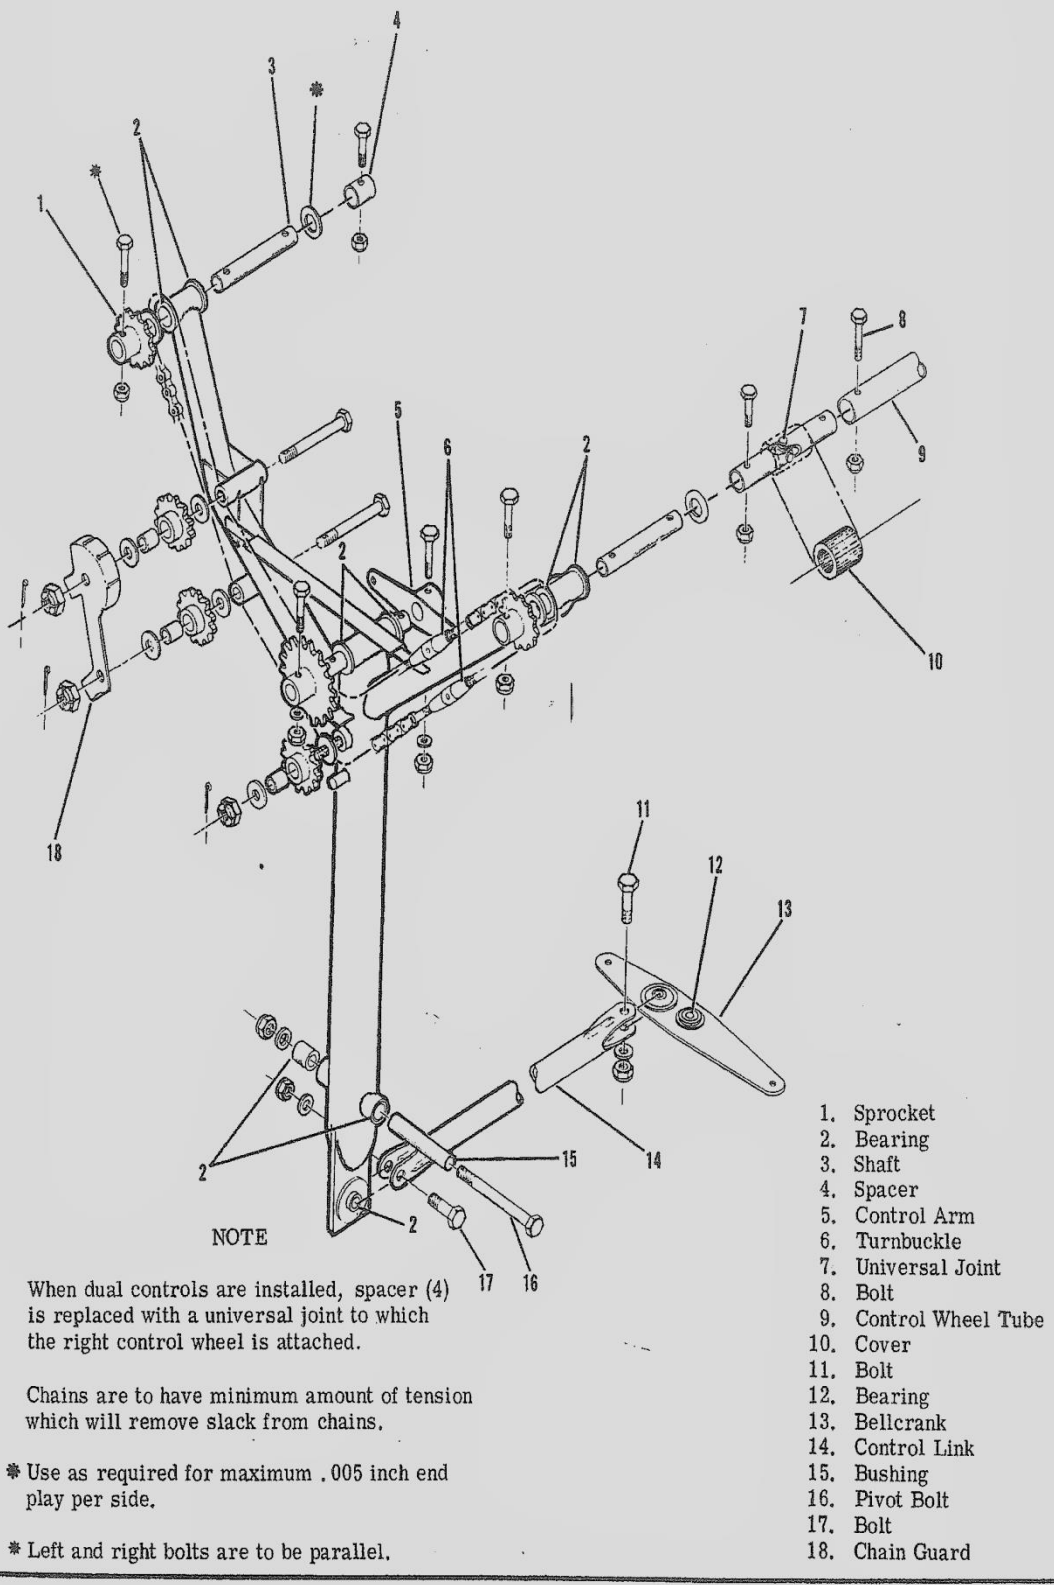 4
3
*
2
*
1
7
8
5
6
2
9
2
10
18
11
12
13
2
15
14
2
17
16
NOTE
When dual controls are installed, spacer (4)
is replaced with a universal joint to which
the right control wheel is attached.
Chains are to have minimum amount of tension
which will remove slack from chains.
* Use as required for maximum .005 inch end
play per side.
* Left and right bolts are to be parallel.
1. Sprocket
2. Bearing
3. Shaft
4. Spacer
5. Control Arm
6. Turnbuckle
7. Universal Joint
8. Bolt
9. Control Wheel Tube
10. Cover
11. Bolt
12. Bearing
13. Bellcrank
14. Control Link
15. Bushing
16. Pivot Bolt
17. Bolt
18. Chain Guard